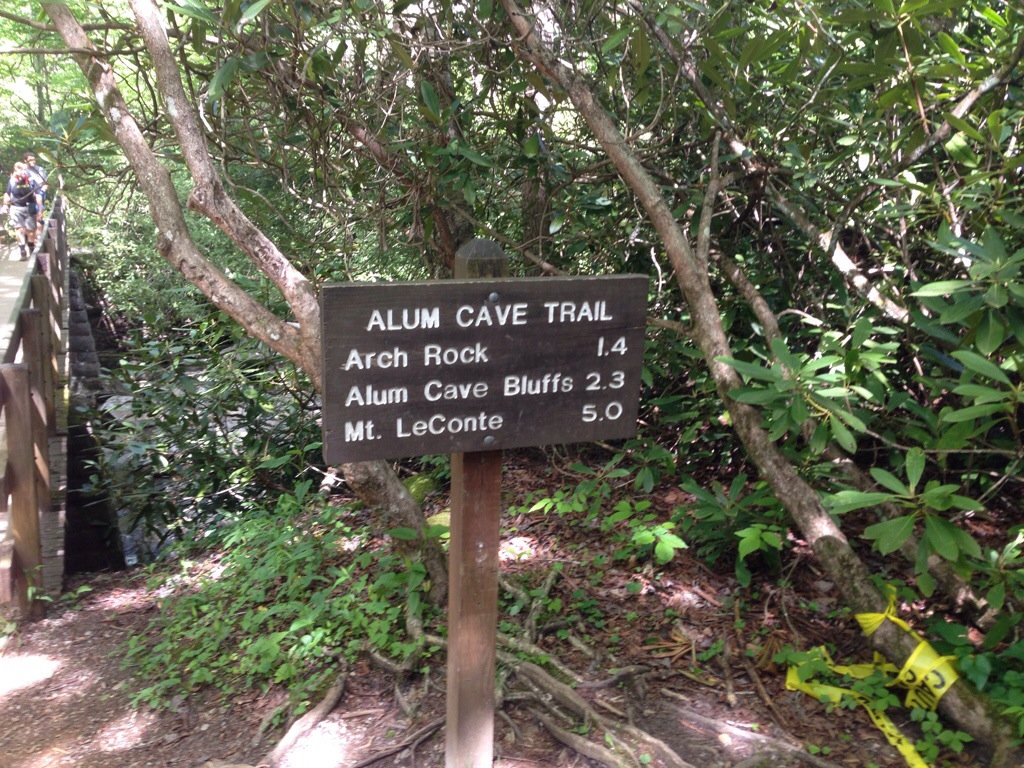 ALUM CAVE TRAIL
Arch Rock 1.4
Alum Cave Bluffs 2.3
Mt. LeConte 5.0